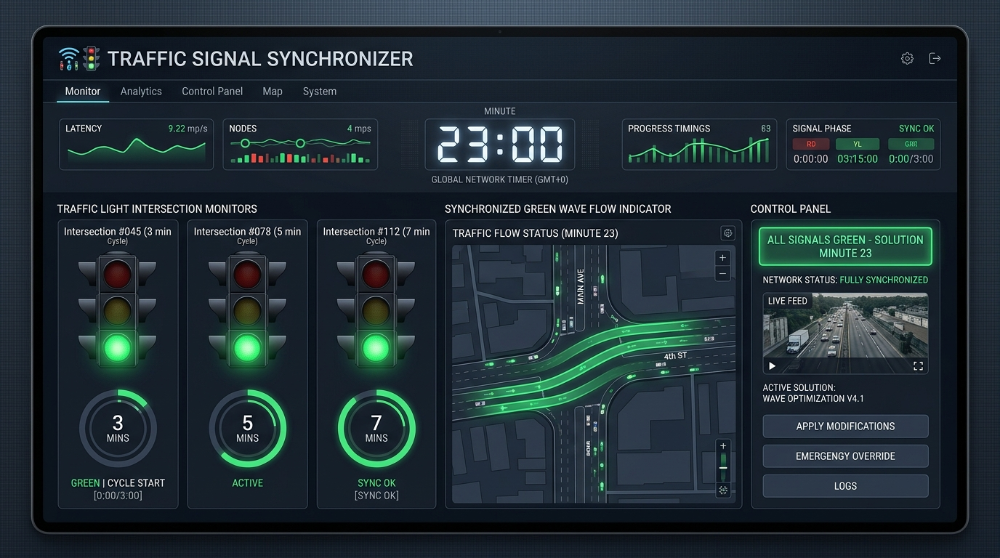 TRAFFIC SIGNAL SYNCHRONIZER
Monitor
Analytics
Control Panel
Map
System
LATENCY
9.22 mp/s
NODES
4 mps
MINUTE
23:00
GLOBAL NETWORK TIMER (GMT+0)
PROGRESS TIMINGS
63
SIGNAL PHASE
SYNC OK
RD
YL
0:00:00
0:00/3:00
TRAFFIC LIGHT INTERSECTION MONITORS
SYNCHRONIZED GREEN WAVE FLOW INDICATOR
CONTROL PANEL
Intersection #045 (3 min
Cysfe)
3
MINS
GREEN | CYCLE START
[0:00/3:00]
Intersection #078 (5 min
Cycle)
5
MINS
ACTIVE
Intersection #112 (7 min
Cycle)
7
MINS
SYNC OK
[SYNC OK]
TRAFFIC FLOW STATUS (MINUTE 23)
+
−
MAIN AVE
4th ST
+
ALL SIGNALS GREEN - SOLUTION
MINUTE 23
NETWORK STATUS: FULLY SYNCHRONIZED
LIVE FEED
ACTIVE SOLUTION:
WAVE OPTIMIZATION V4.1
APPLY MODIFICATIONS
EMERGENGY OVERRIDE
LOGS